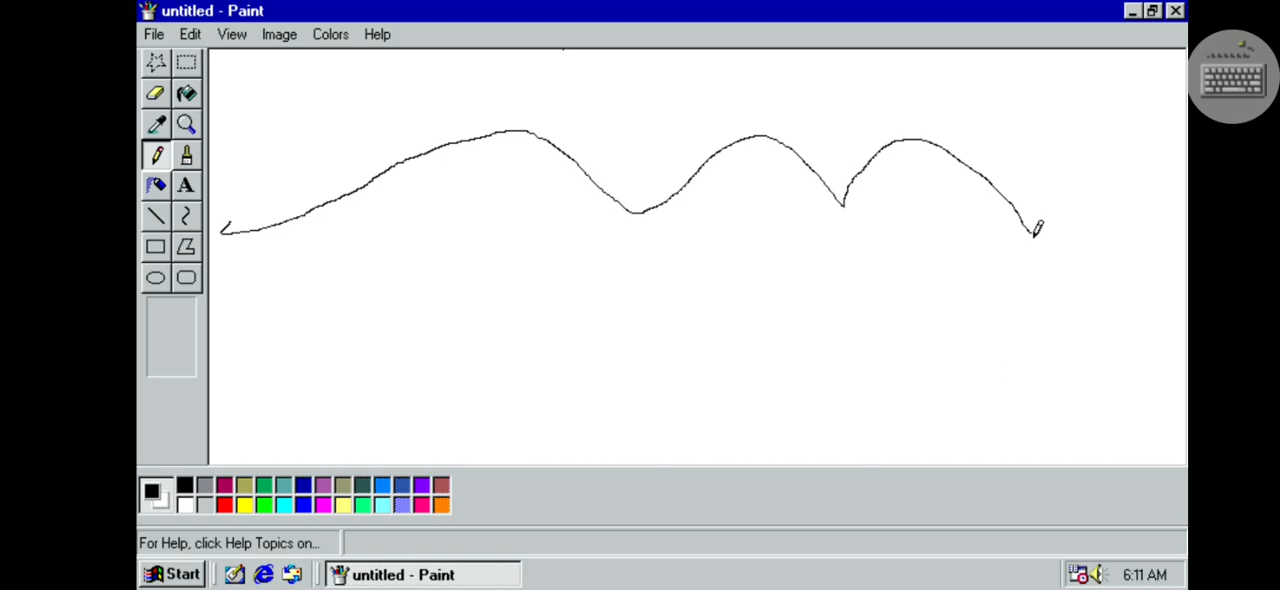 untitled - Paint
File Edit View Image Colors Help
A
For Help, click Help Topics on...
Start untitled - Paint 6:11 AM